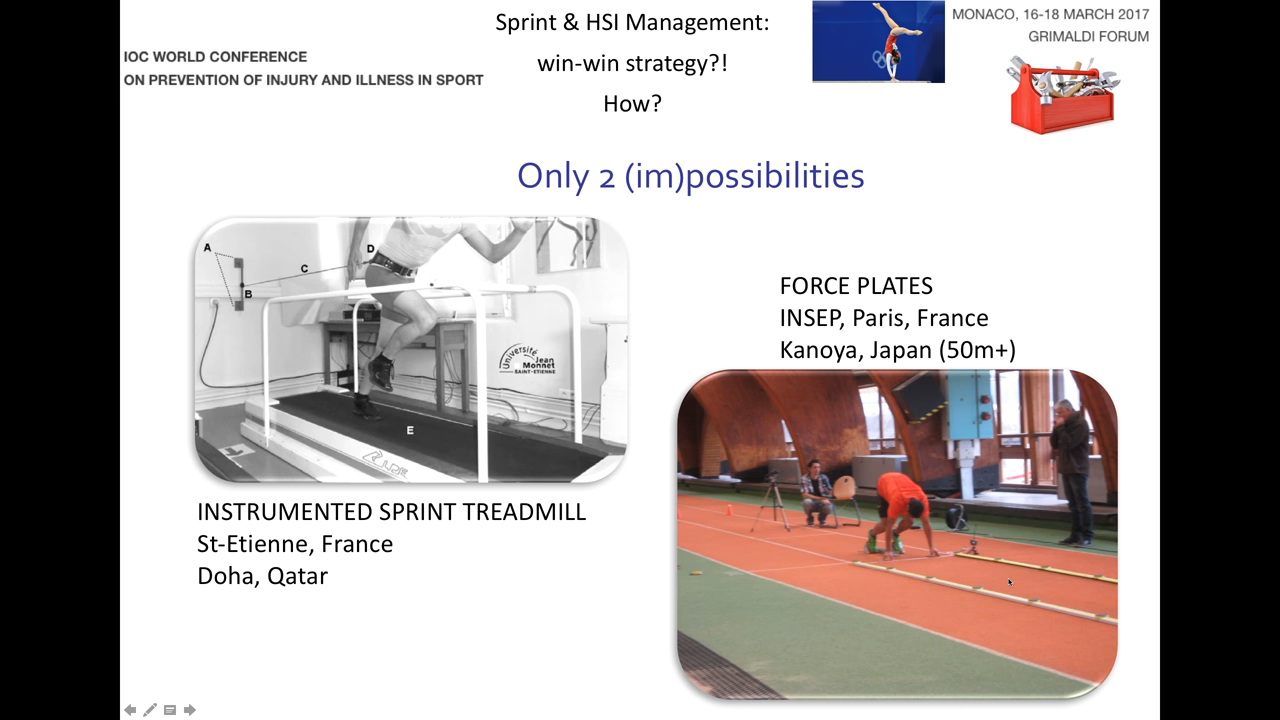 IOC WORLD CONFERENCE
ON PREVENTION OF INJURY AND ILLNESS IN SPORT
Sprint & HSI Management:
win-win strategy?!
How?
MONACO, 16-18 MARCH 2017
GRIMALDI FORUM
Only 2 (im)possibilities
A
B
C
D
E
Université
Jean
Monnet
SAINT-ETIENNE
INSTRUMENTED SPRINT TREADMILL
St-Etienne, France
Doha, Qatar
FORCE PLATES
INSEP, Paris, France
Kanoya, Japan (50m+)